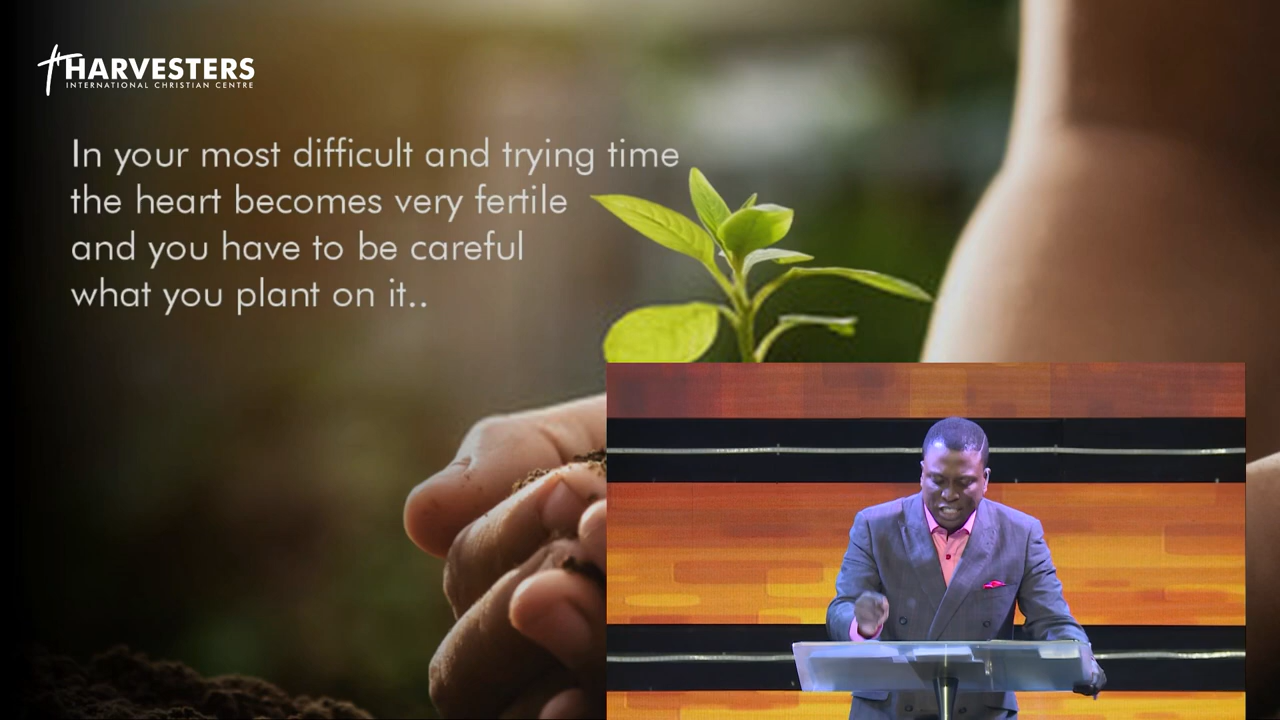 HARVESTERS
INTERNATIONAL CHRISTIAN CENTRE
In your most difficult and trying time
the heart becomes very fertile
and you have to be careful
what you plant on it..